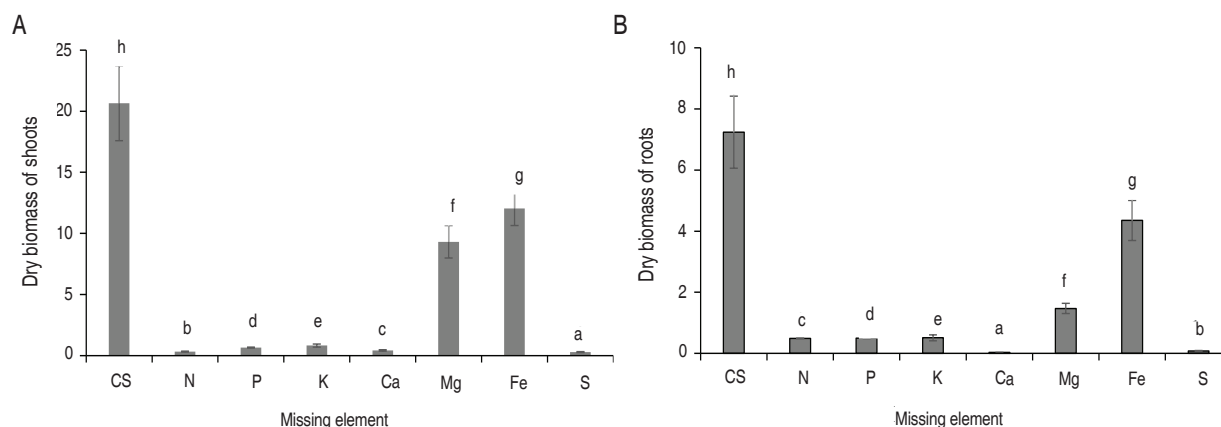 A
Dry biomass of shoots
25
20
15
10
5
0
h
b
d
e
c
f
g
a
CS N P K Ca Mg Fe S
Missing element
B
Dry biomass of roots
10
8
6
4
2
0
h
c
d
e
a
f
g
b
CS N P K Ca Mg Fe S
Missing element